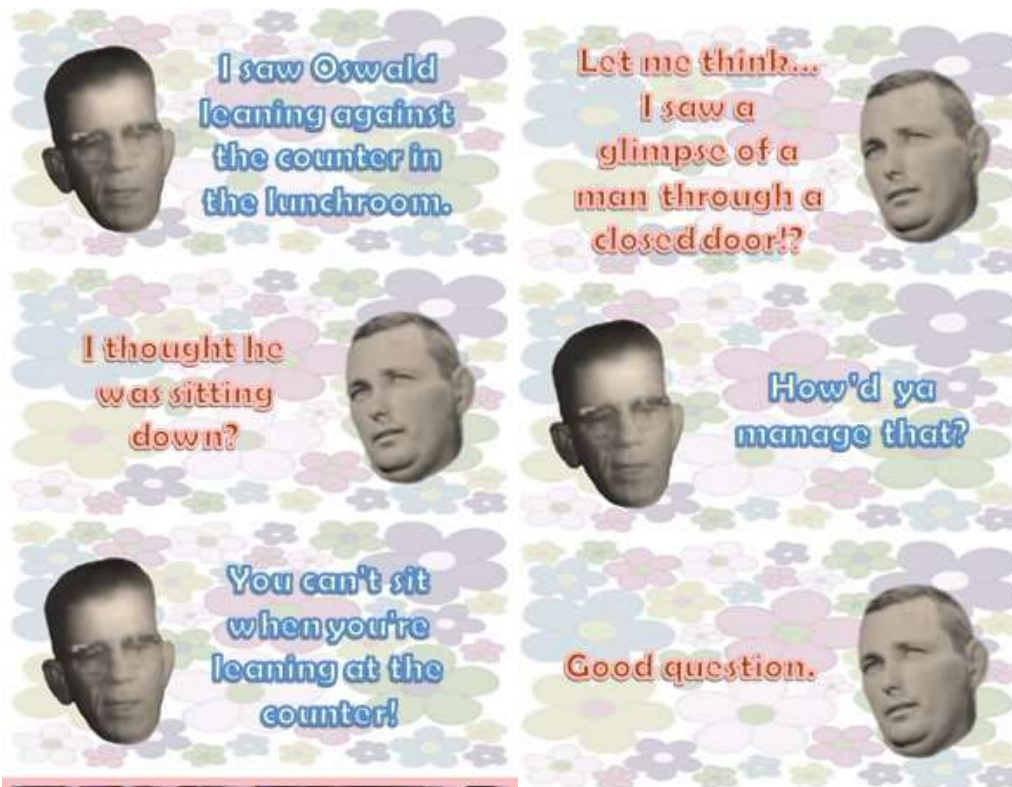 I saw Oswald
leaning against
the counter in
the lunchroom.
I thought he
was sitting
down?
You can't sit
when you're
leaning at the
counter!
Let me think...
I saw a
glimpse of a
man through a
closed door!?
How'd ya
manage that?
Good question.